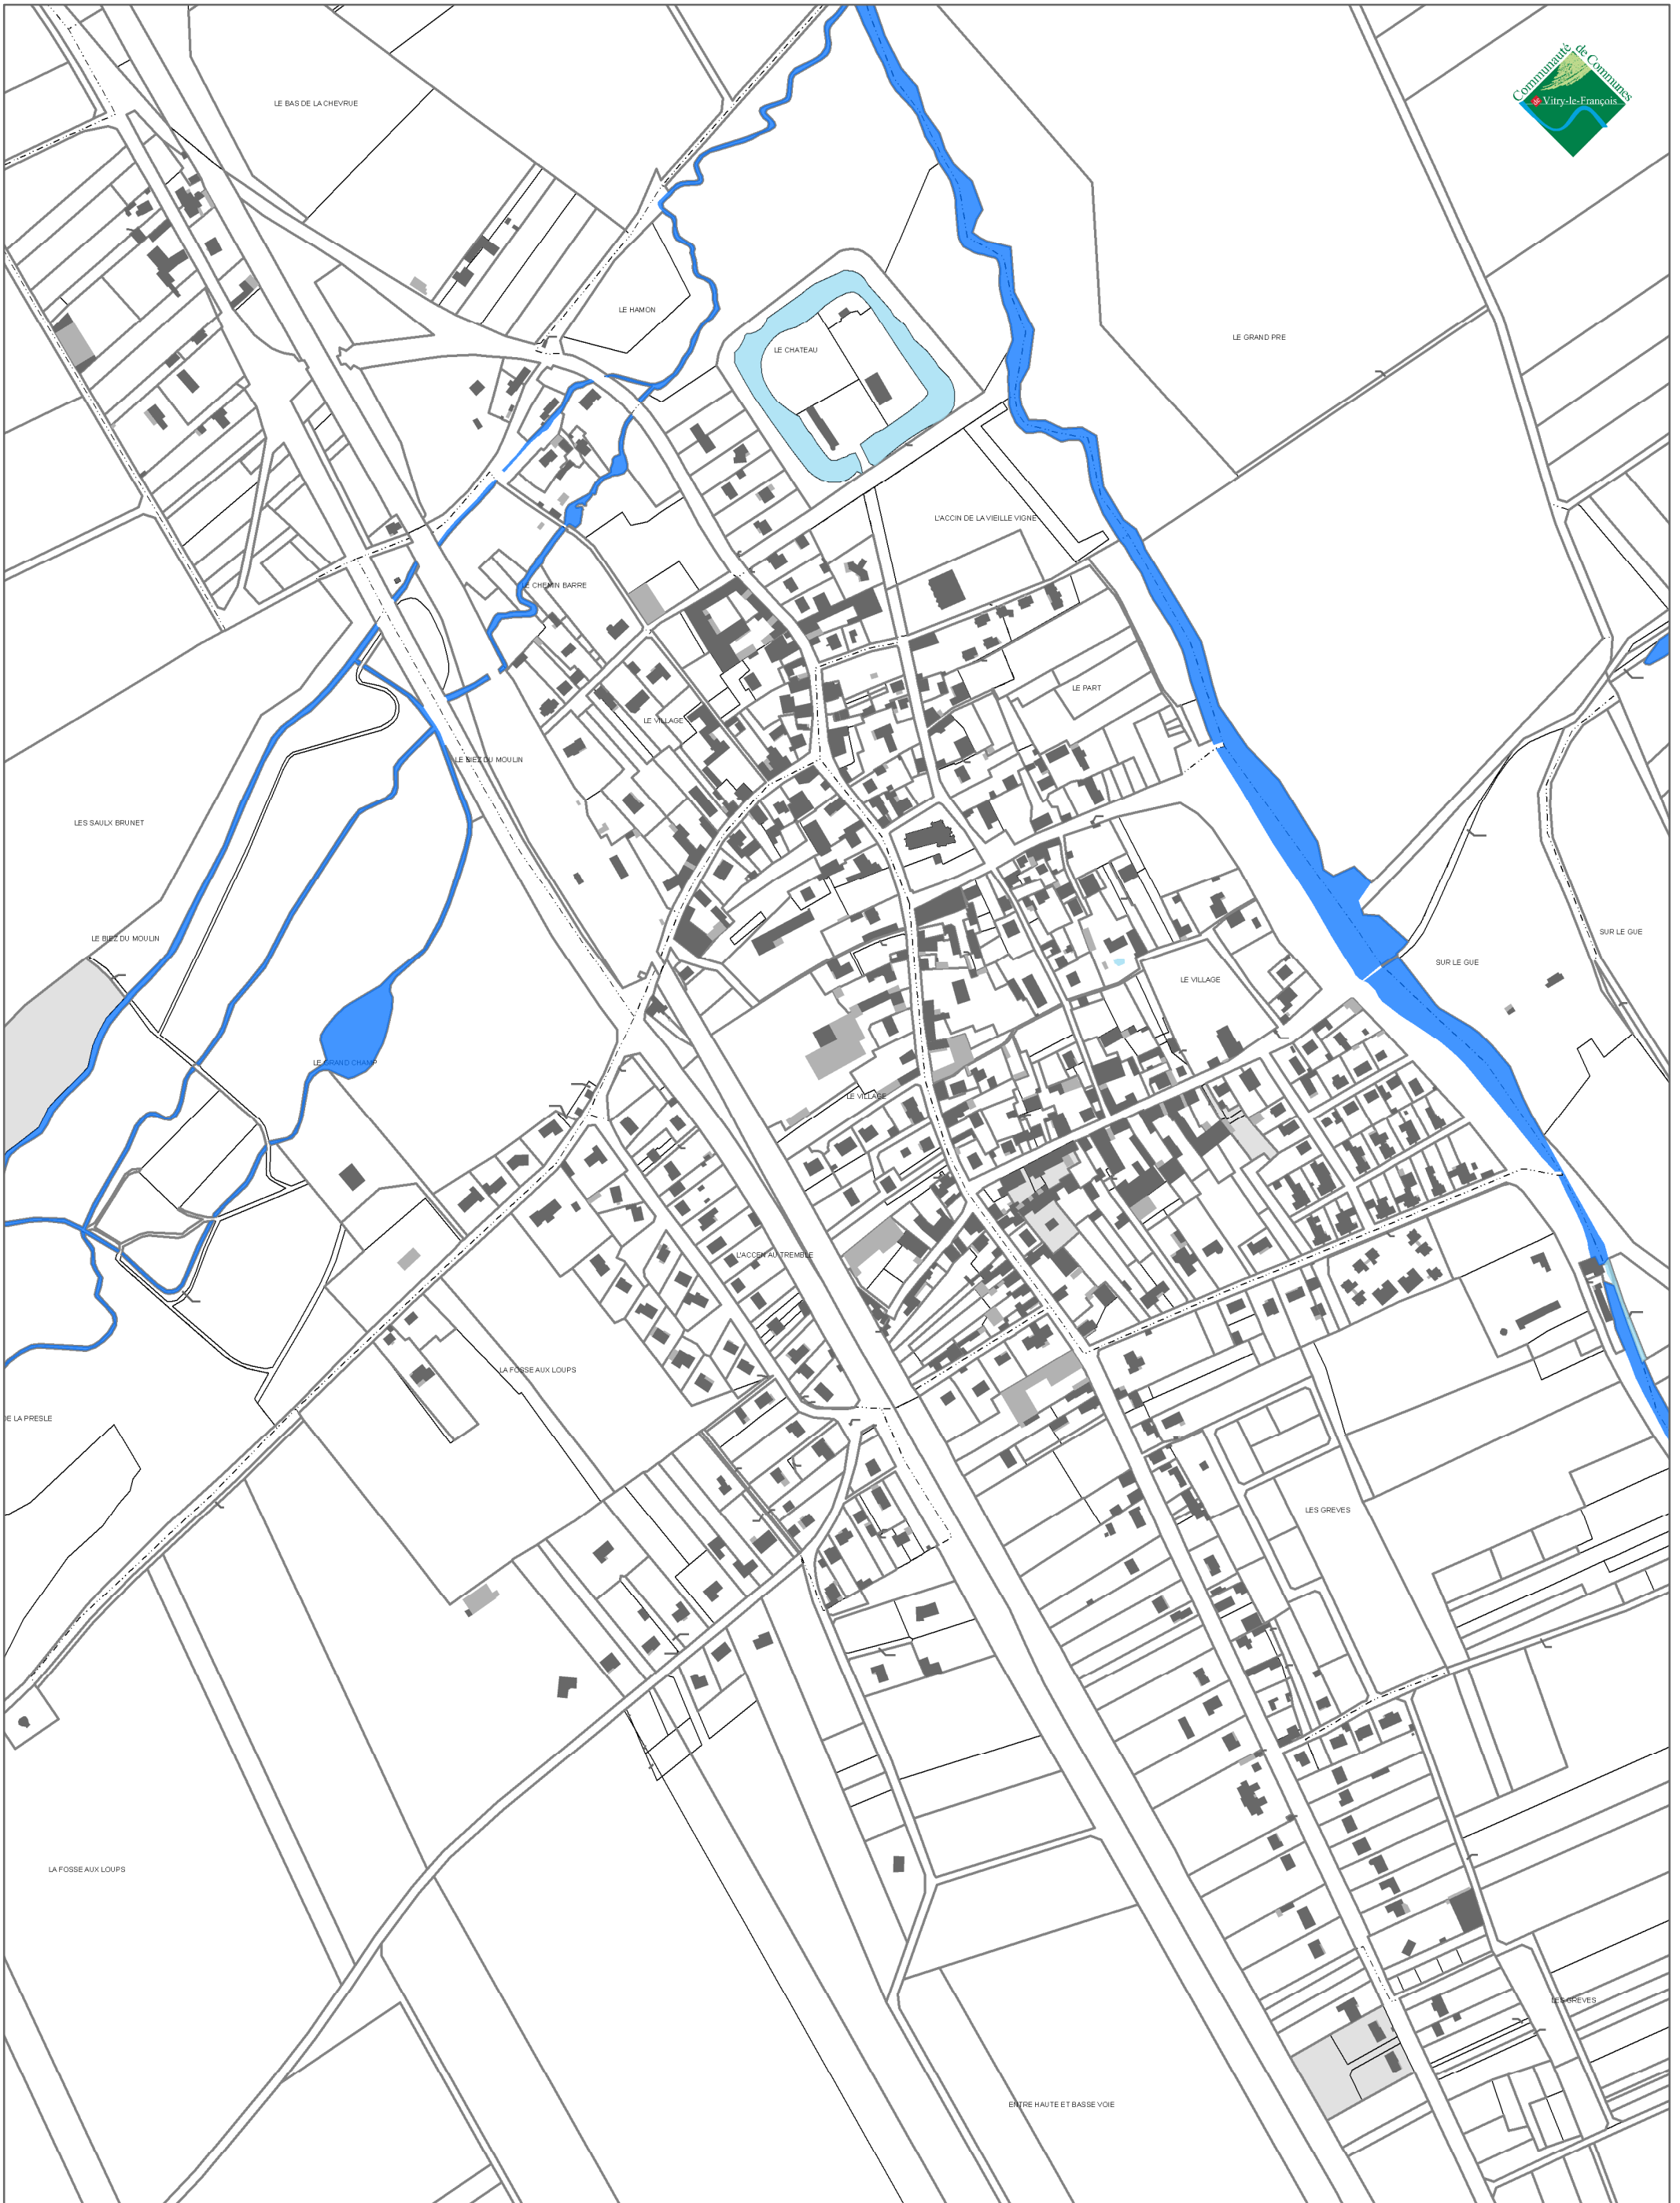 Communauté de Communes
de Vitry-le-François
LE BAS DE LA CHEVRUE
LE HAMON
LE GRAND PRE
LE CHATEAU
L'ACCIN DE LA VIEILLE VIGNE
LE CHEMIN BARRE
LE PART
LE VILLAGE
LE BIEZ DU MOULIN
LES SAULX BRUNET
SUR LE GUE
LE BIEZ DU MOULIN
SUR LE GUE
LE VILLAGE
LE GRAND CHAMP
LE VILLAGE
L'ACCEN AU TREMBLE
LA FOSSE AUX LOUPS
DE LA PRESLE
LES GREVES
LA FOSSE AUX LOUPS
LES GREVES
ENTRE HAUTE ET BASSE VOIE